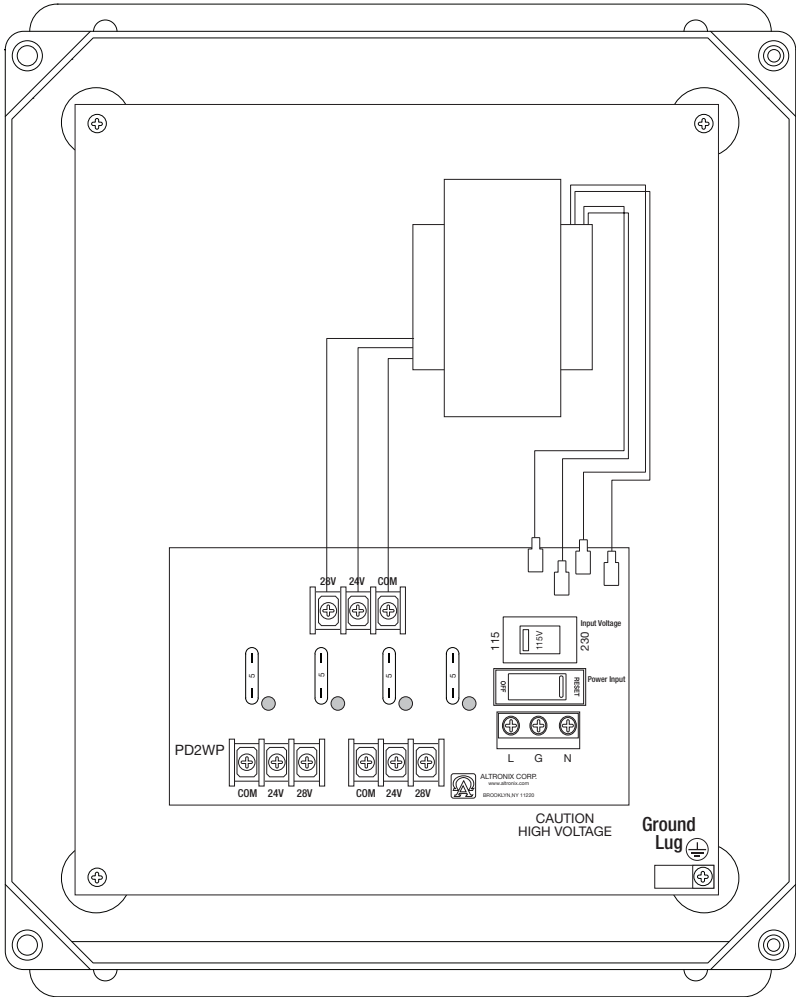 28V 24V COM
115
115V
230
Input Voltage
5
5
5
5
OFF
RESET
Power Input
L G N
PD2WP
COM 24V 28V
COM 24V 28V
ALTRONIX CORP.
www.altronix.com
BROOKLYN,NY 11220
CAUTION
HIGH VOLTAGE
Ground
Lug